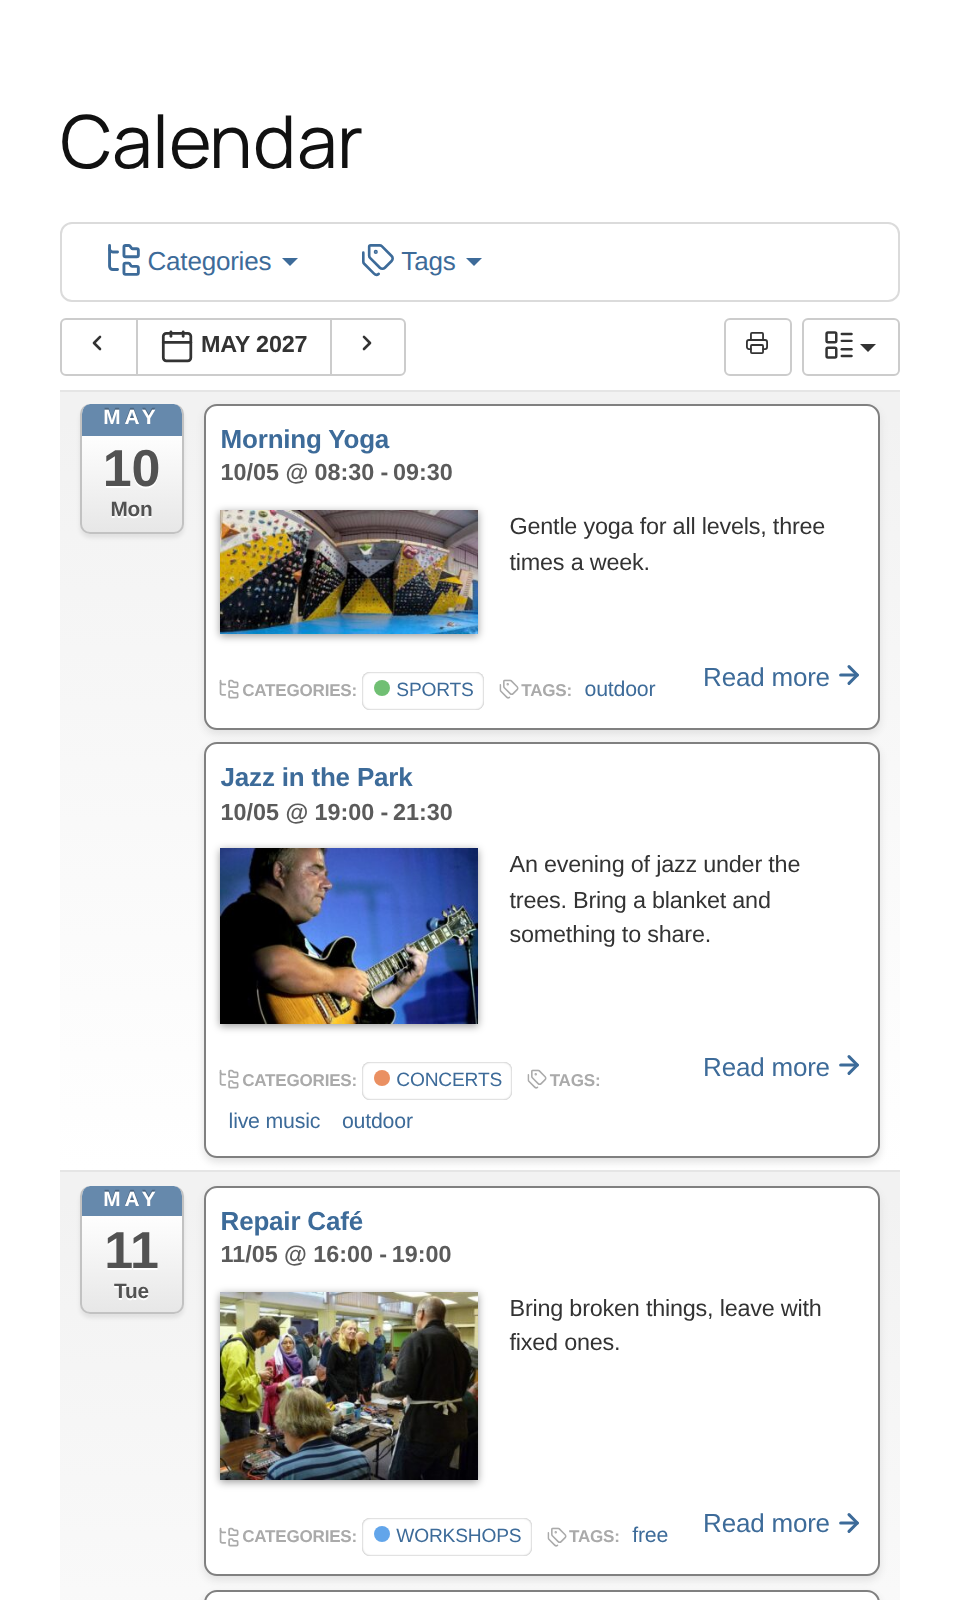 Calendar
Categories Tags
MAY 2027
MAY
10
Mon
Morning Yoga
10/05 @ 08:30 - 09:30
Gentle yoga for all levels, three
times a week.
Read more
CATEGORIES: SPORTS TAGS: outdoor
Jazz in the Park
10/05 @ 19:00 - 21:30
An evening of jazz under the
trees. Bring a blanket and
something to share.
Read more
CATEGORIES: CONCERTS TAGS:
live music outdoor
MAY
11
Tue
Repair Café
11/05 @ 16:00 - 19:00
Bring broken things, leave with
fixed ones.
Read more
CATEGORIES: WORKSHOPS TAGS: free